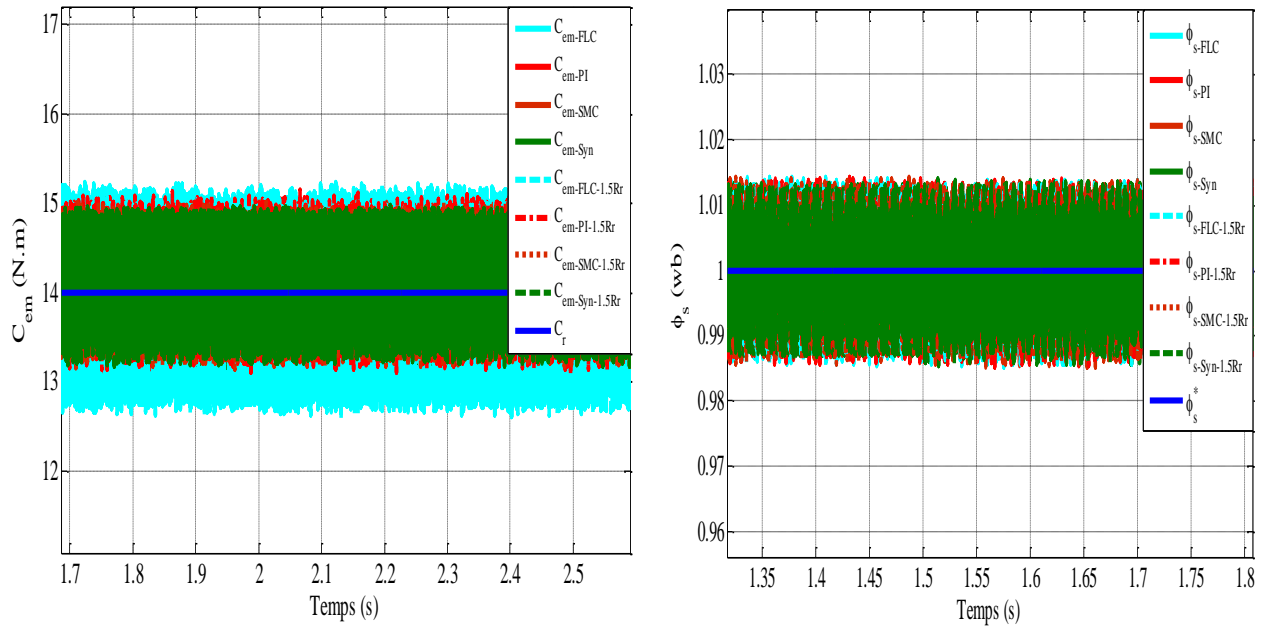 17
16
15
14
13
12
C_em (N.m)
1.7 1.8 1.9 2 2.1 2.2 2.3 2.4 2.5
Temps (s)
C_em-FLC
C_em-PI
C_em-SMC
C_em-Syn
C_em-FLC-1.5Rr
C_em-PI-1.5Rr
C_em-SMC-1.5Rr
C_em-Syn-1.5Rr
C_r
1.03
1.02
1.01
1
0.99
0.98
0.97
0.96
ϕ_s (wb)
1.35 1.4 1.45 1.5 1.55 1.6 1.65 1.7 1.75 1.8
Temps (s)
ϕ_s-FLC
ϕ_s-PI
ϕ_s-SMC
ϕ_s-Syn
ϕ_s-FLC-1.5Rr
ϕ_s-PI-1.5Rr
ϕ_s-SMC-1.5Rr
ϕ_s-Syn-1.5Rr
ϕ_s^*